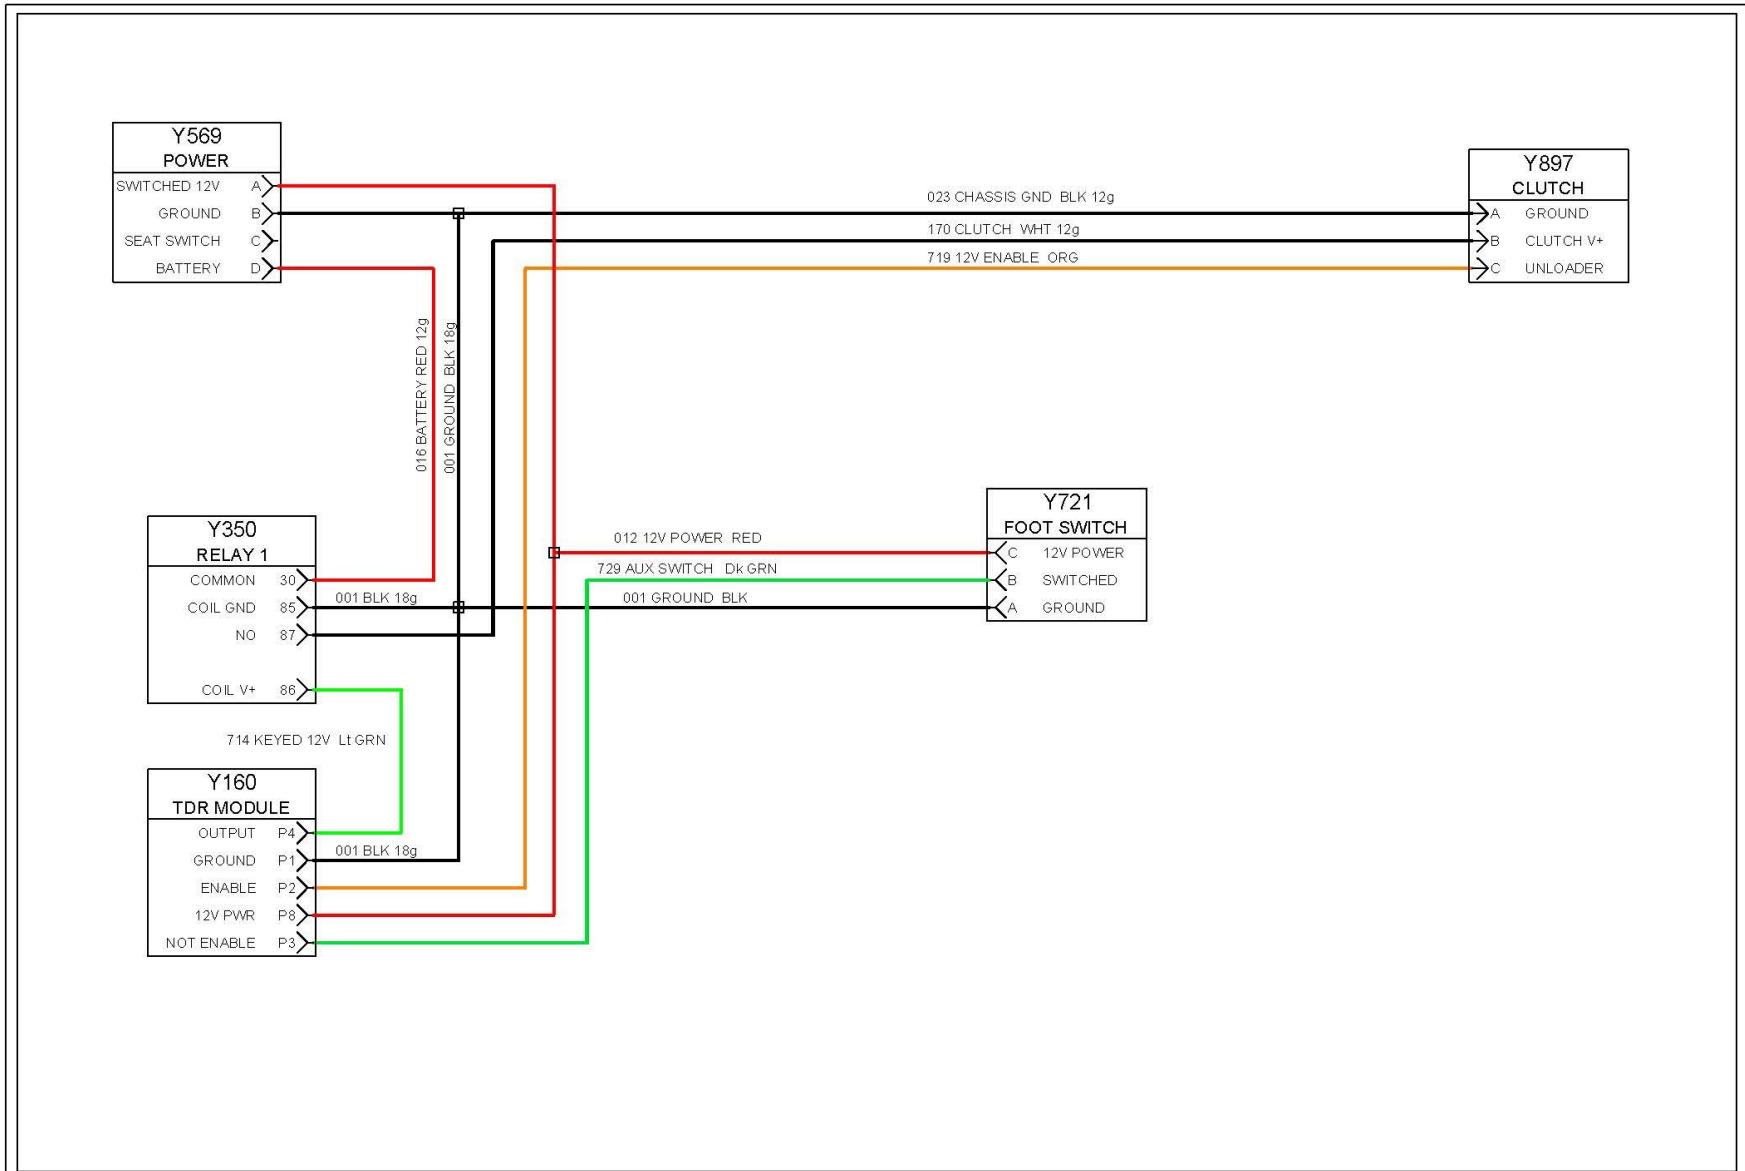 Y569
POWER
SWITCHED 12V A
GROUND B
SEAT SWITCH C
BATTERY D
Y897
CLUTCH
A GROUND
B CLUTCH V+
C UNLOADER
023 CHASSIS GND BLK 12g
170 CLUTCH WHT 12g
719 12V ENABLE ORG
016 BATTERY RED 12g
001 GROUND BLK 18g
Y350
RELAY 1
COMMON 30
COIL GND 85
NO 87
COIL V+ 86
001 BLK 18g
012 12V POWER RED
729 AUX SWITCH Dk GRN
001 GROUND BLK
Y721
FOOT SWITCH
C 12V POWER
B SWITCHED
A GROUND
714 KEYED 12V Lt GRN
Y160
TDR MODULE
OUTPUT P4
GROUND P1
ENABLE P2
12V PWR P8
NOT ENABLE P3
001 BLK 18g